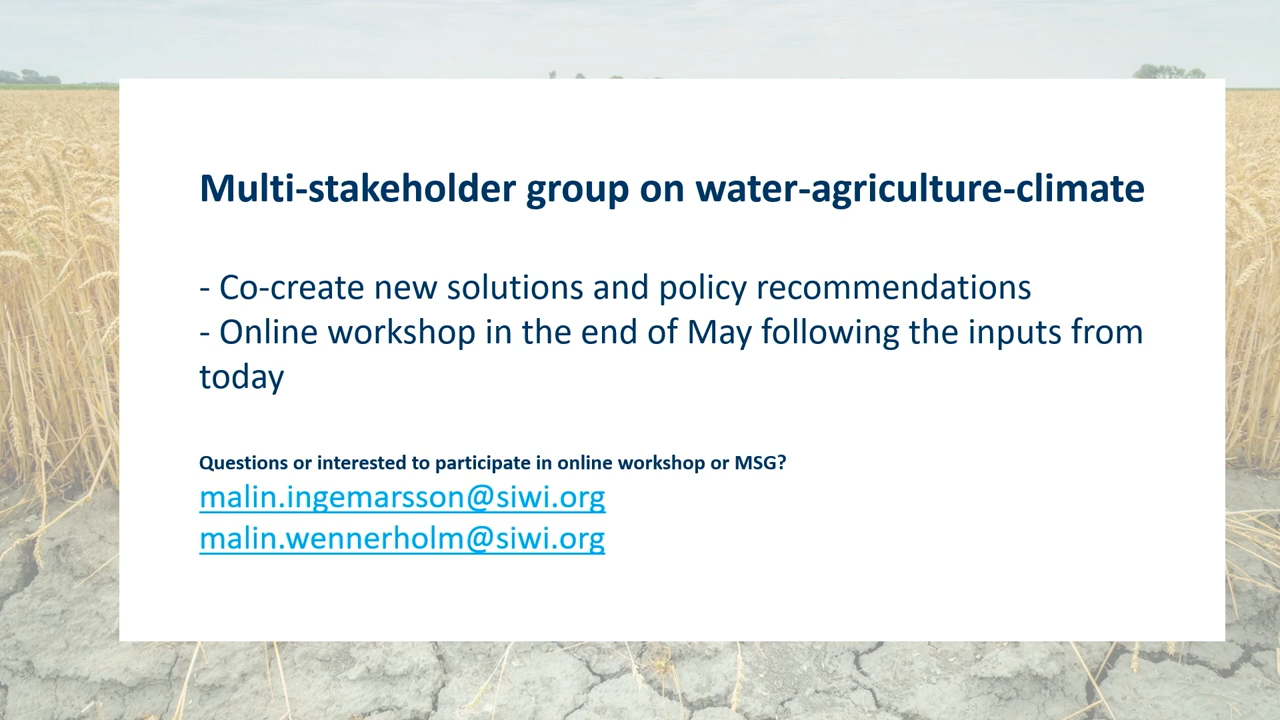 Multi-stakeholder group on water-agriculture-climate
- Co-create new solutions and policy recommendations
- Online workshop in the end of May following the inputs from
today
Questions or interested to participate in online workshop or MSG?
malin.ingemarsson@siwi.org
malin.wennerholm@siwi.org